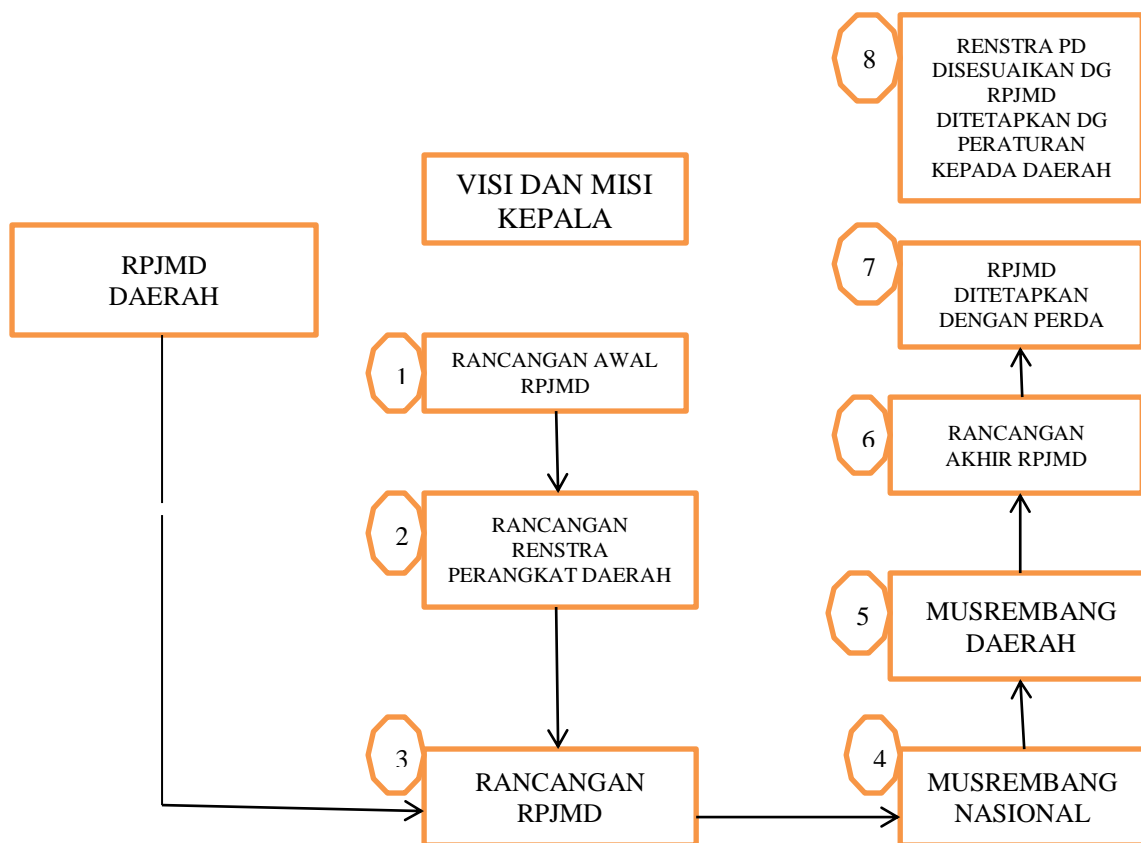 RPJMD
DAERAH
VISI DAN MISI
KEPALA
1
RANCANGAN AWAL
RPJMD
2
RANCANGAN
RENSTRA
PERANGKAT DAERAH
3
RANCANGAN
RPJMD
4
MUSREMBANG
NASIONAL
5
MUSREMBANG
DAERAH
6
RANCANGAN
AKHIR RPJMD
7
RPJMD
DITETAPKAN
DENGAN PERDA
8
RENSTRA PD
DISESUAIKAN DG
RPJMD
DITETAPKAN DG
PERATURAN
KEPADA DAERAH